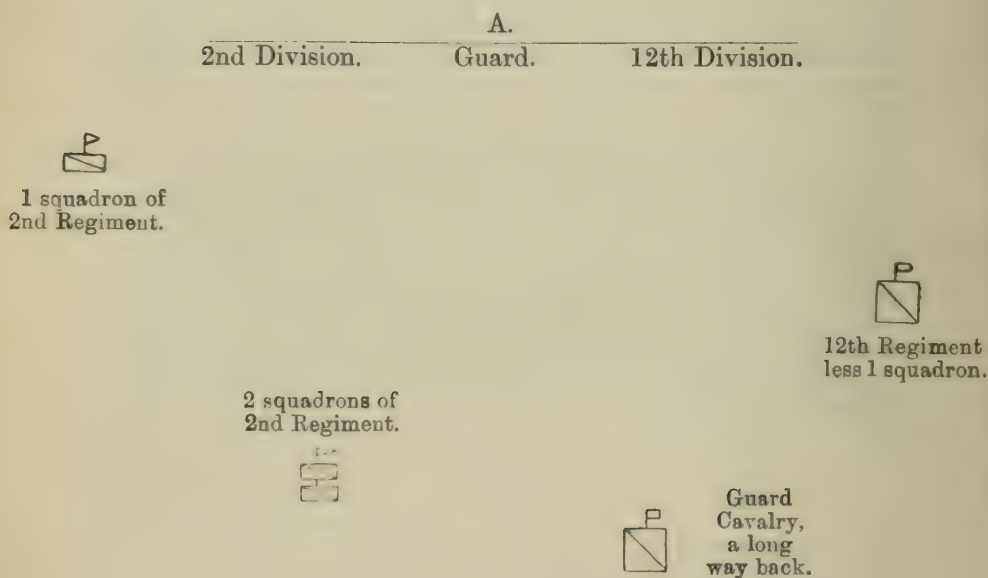 A.
2nd Division. Guard. 12th Division.
1 squadron of
2nd Regiment.
12th Regiment
less 1 squadron.
2 squadrons of
2nd Regiment.
Guard
Cavalry,
a long
way back.